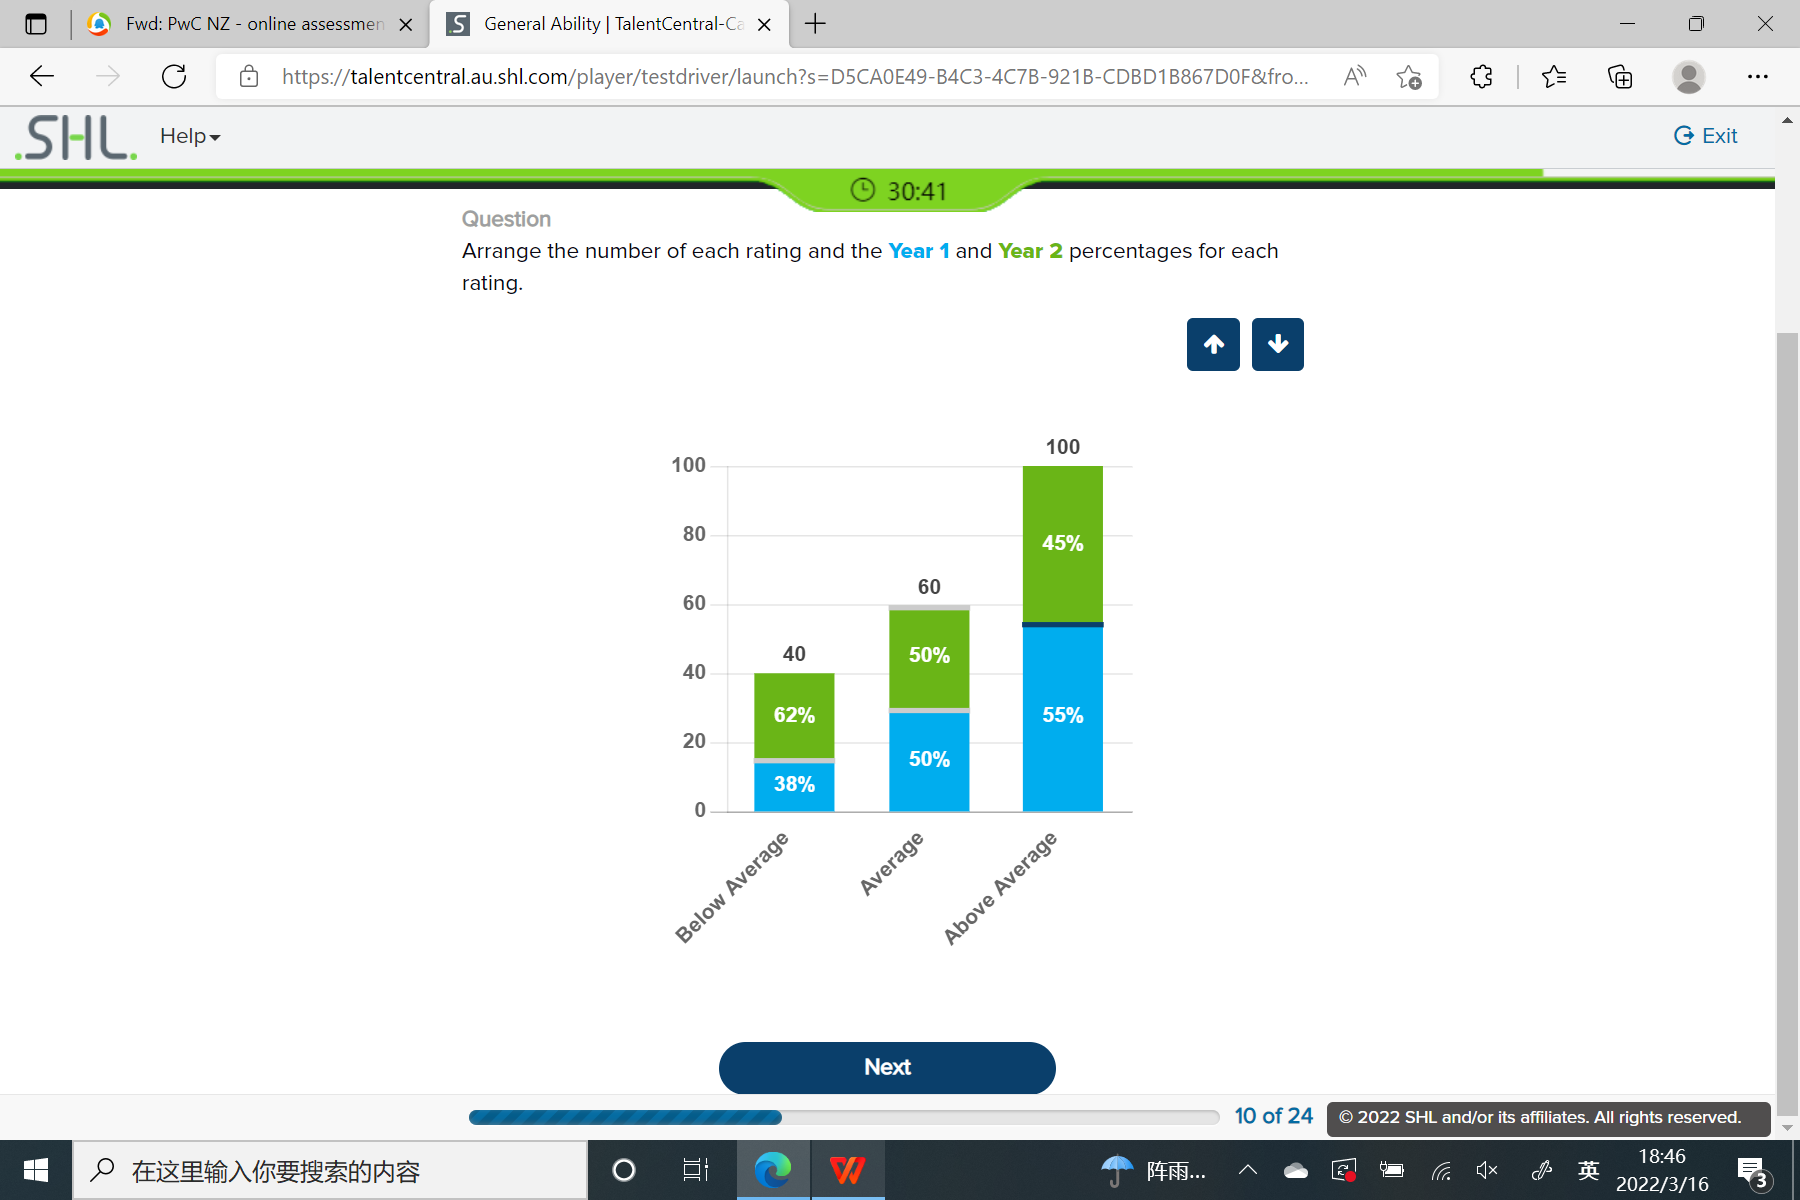 Fwd: PwC NZ - online assessmen
General Ability | TalentCentral-Ca
https://talentcentral.au.shl.com/player/testdriver/launch?s=D5CA0E49-B4C3-4C7B-921B-CDBD1B867D0F&fro...
.SHL.
Help
Exit
30:41
Question
Arrange the number of each rating and the Year 1 and Year 2 percentages for each
rating.
100
100
80
45%
60
60
50%
40
40
62%
55%
20
50%
38%
0
Below Average
Average
Above Average
Next
10 of 24
© 2022 SHL and/or its affiliates. All rights reserved.
在这里输入你要搜索的内容
阵雨...
英
18:46
2022/3/16
3